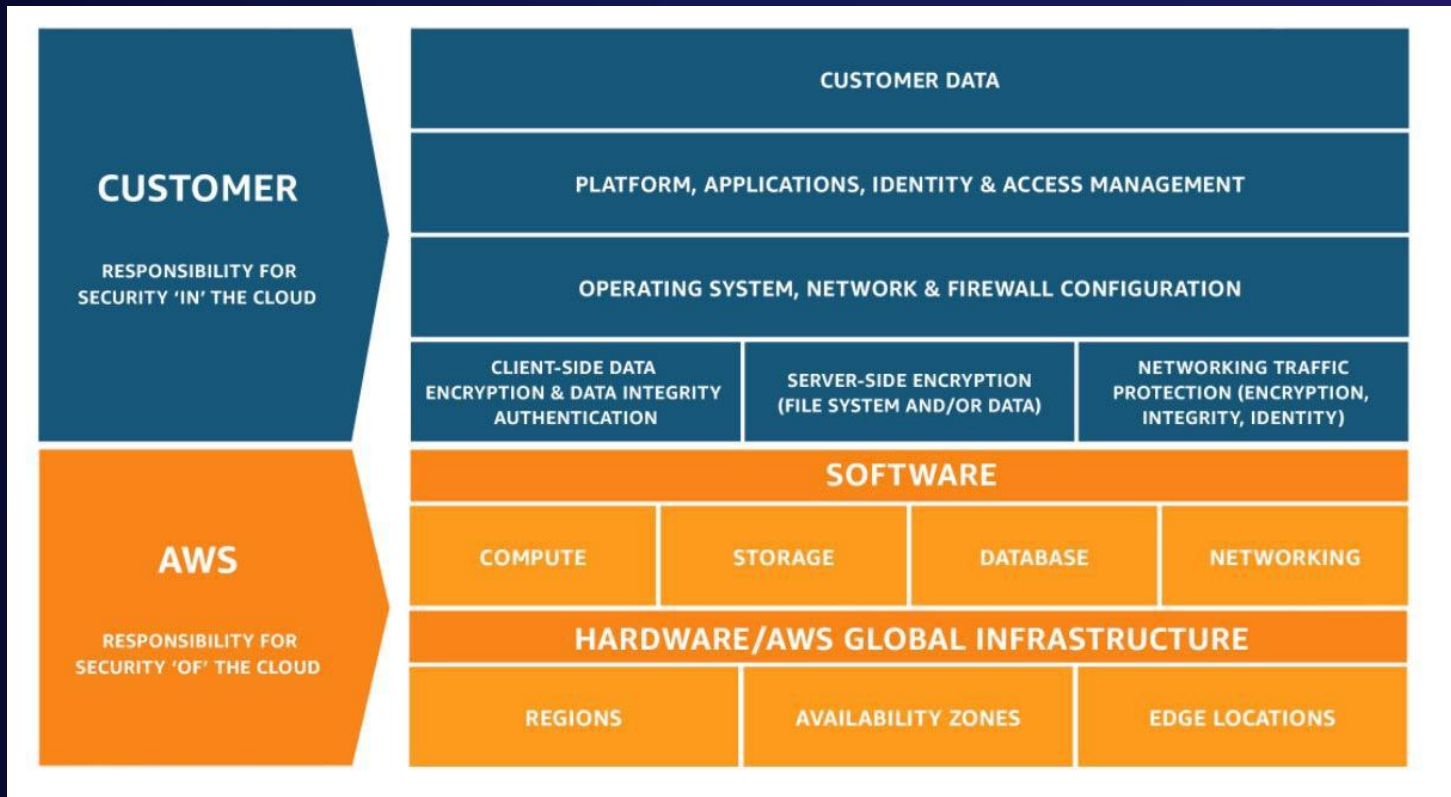 CUSTOMER
RESPONSIBILITY FOR
SECURITY ‘IN’ THE CLOUD
CUSTOMER DATA
PLATFORM, APPLICATIONS, IDENTITY & ACCESS MANAGEMENT
OPERATING SYSTEM, NETWORK & FIREWALL CONFIGURATION
CLIENT-SIDE DATA
ENCRYPTION & DATA INTEGRITY
AUTHENTICATION
SERVER-SIDE ENCRYPTION
(FILE SYSTEM AND/OR DATA)
NETWORKING TRAFFIC
PROTECTION (ENCRYPTION,
INTEGRITY, IDENTITY)
AWS
RESPONSIBILITY FOR
SECURITY ‘OF’ THE CLOUD
SOFTWARE
COMPUTE
STORAGE
DATABASE
NETWORKING
HARDWARE/AWS GLOBAL INFRASTRUCTURE
REGIONS
AVAILABILITY ZONES
EDGE LOCATIONS